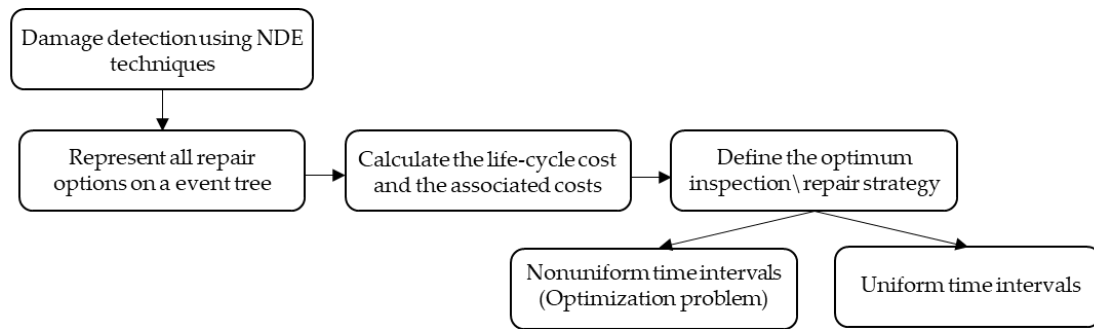 Damage detection using NDE
techniques
Represent all repair
options on a event tree
Calculate the life-cycle cost
and the associated costs
Define the optimum
inspection\ repair strategy
Nonuniform time intervals
(Optimization problem)
Uniform time intervals